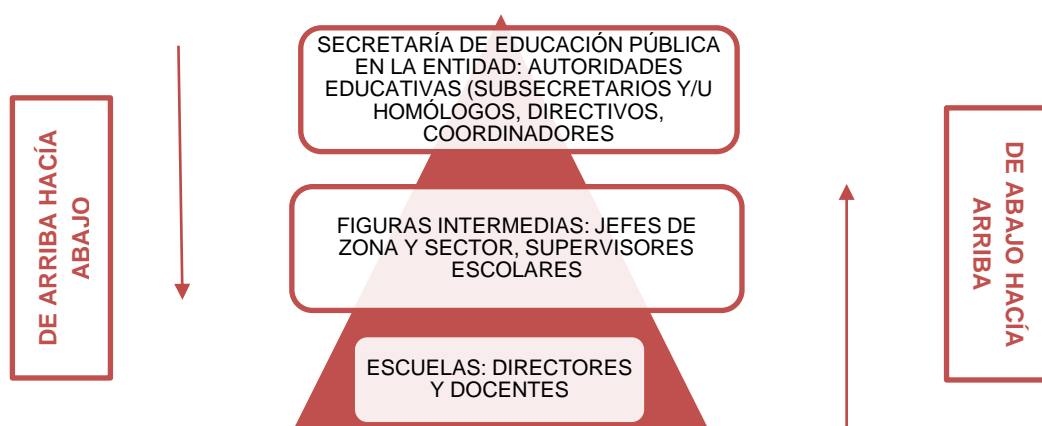 SECRETARÍA DE EDUCACIÓN PÚBLICA
EN LA ENTIDAD: AUTORIDADES
EDUCATIVAS (SUBSECRETARIOS Y/U
HOMÓLOGOS, DIRECTIVOS,
COORDINADORES
DE ARRIBA HACÍA
ABAJO
FIGURAS INTERMEDIAS: JEFES DE
ZONA Y SECTOR, SUPERVISORES
ESCOLARES
DE ABAJO HACÍA
ARRIBA
ESCUELAS: DIRECTORES
Y DOCENTES